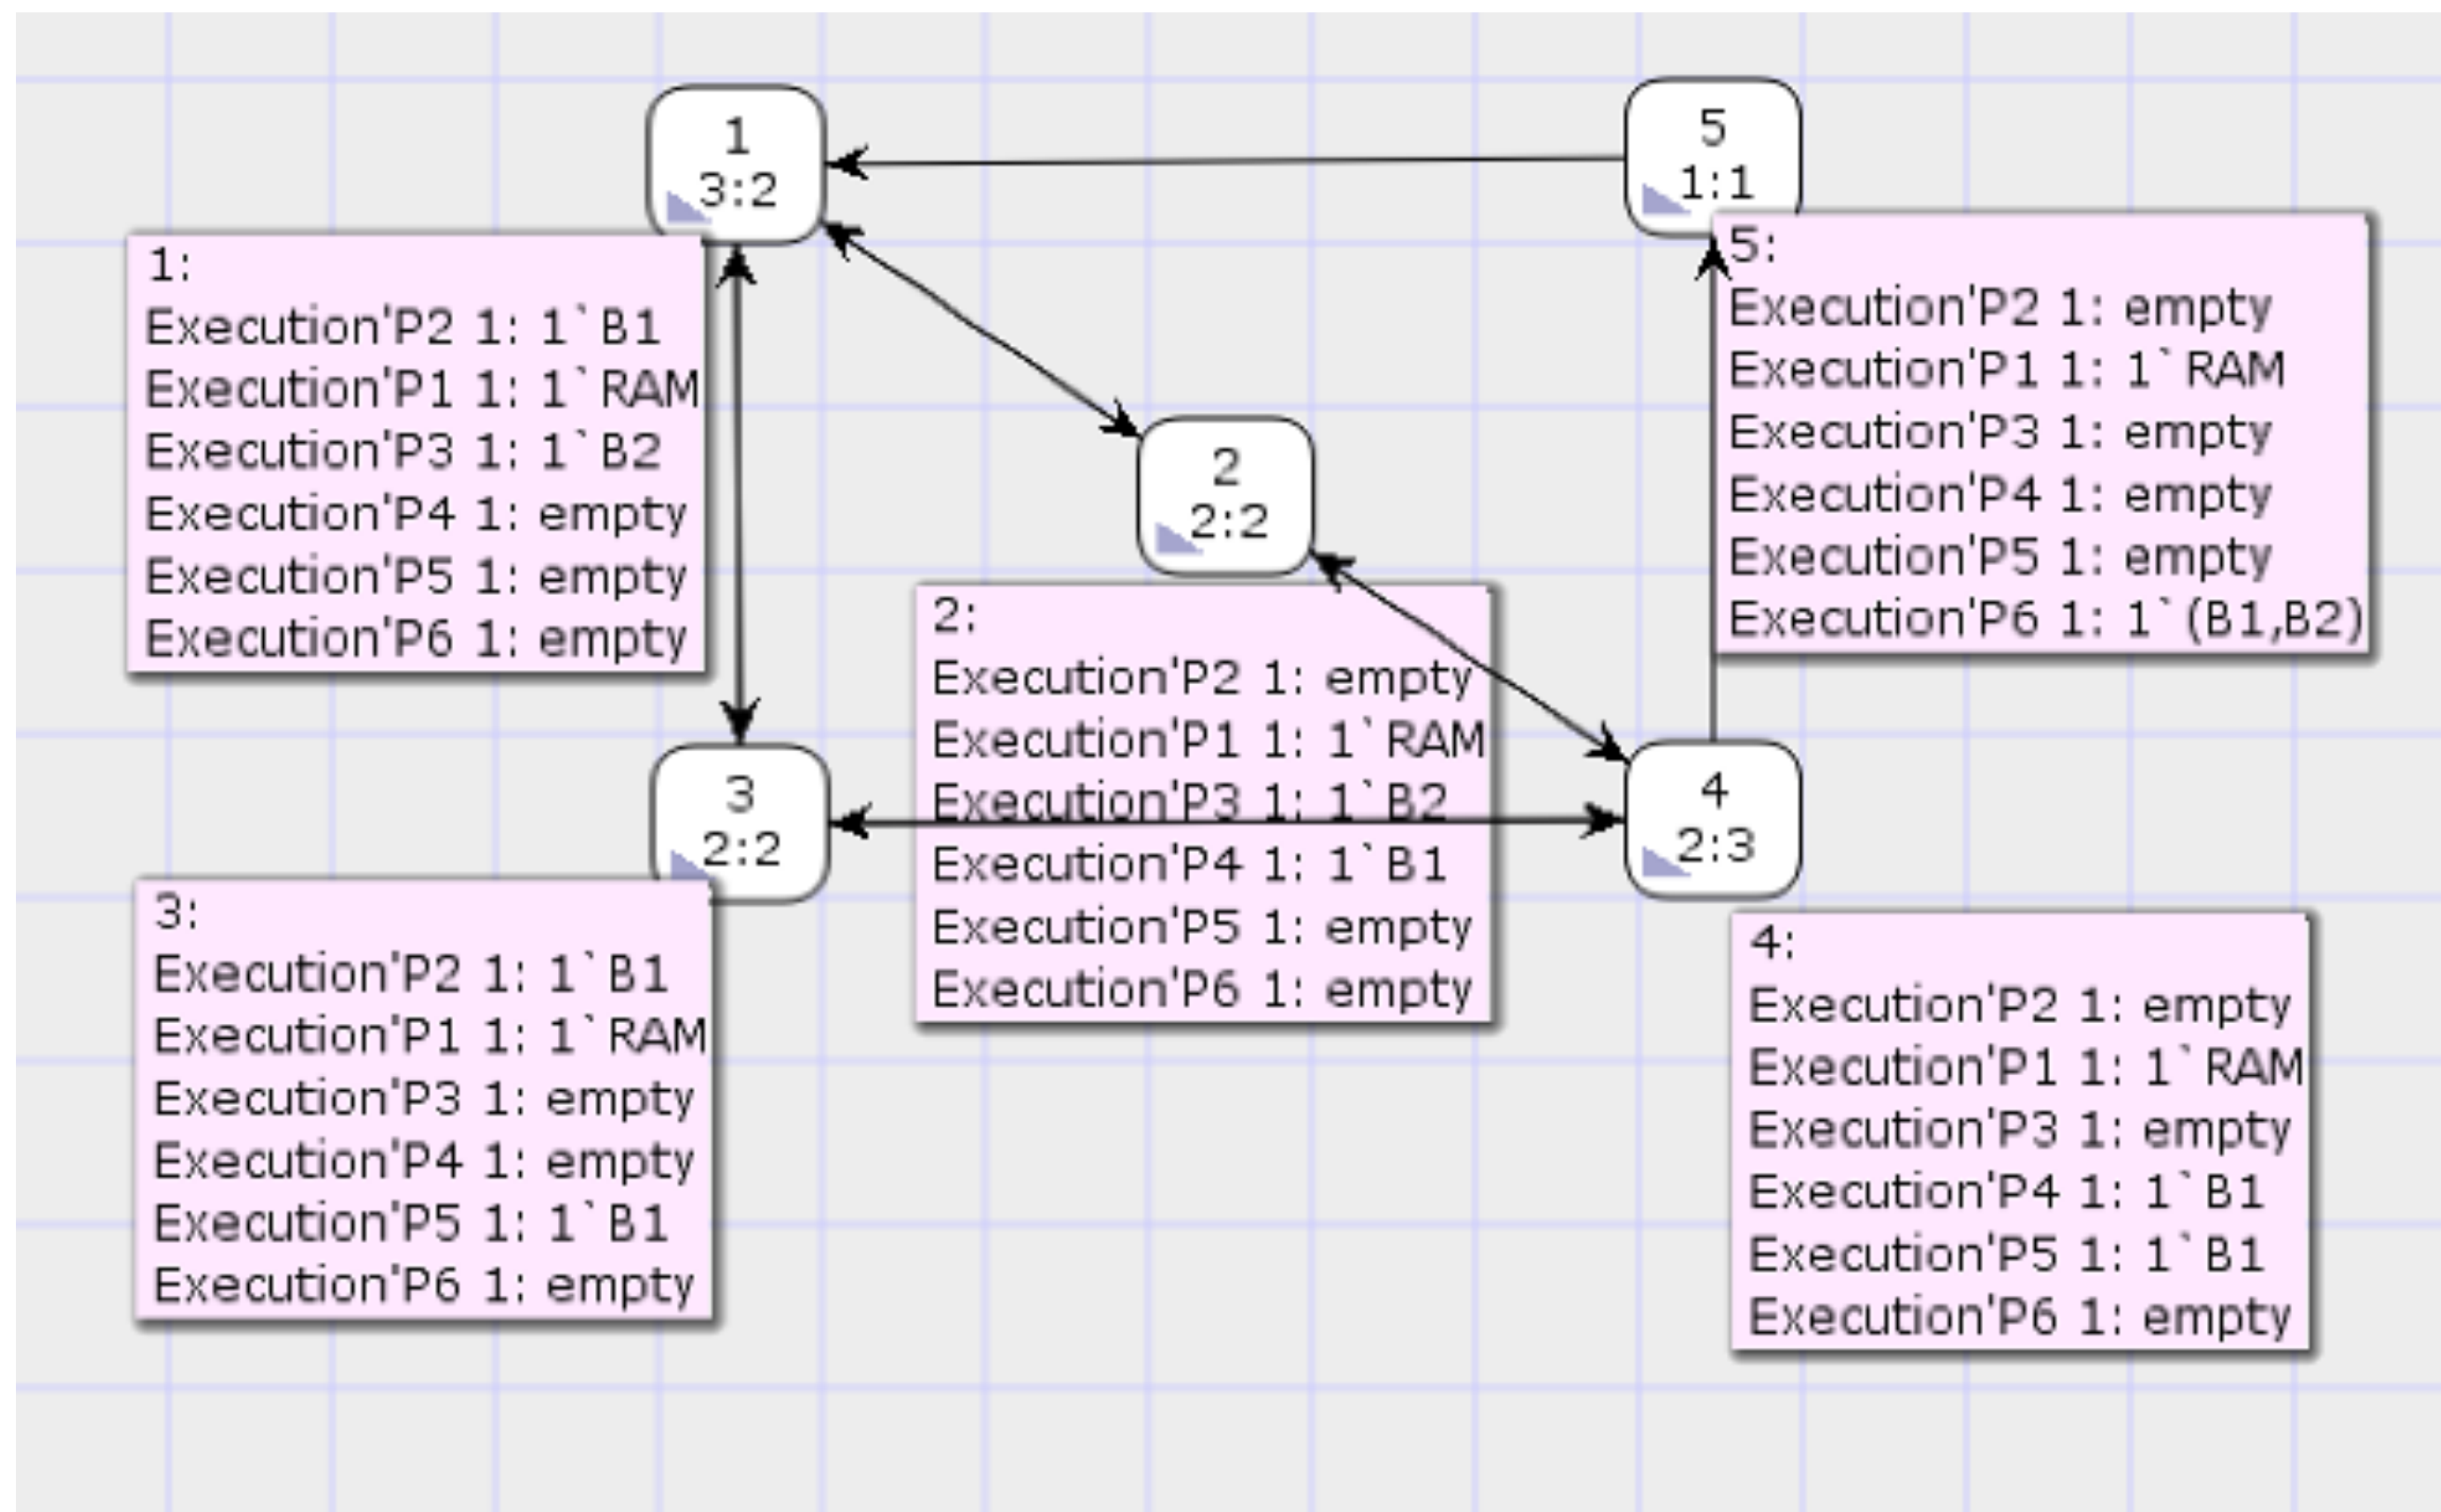 1
3:2
5
1:1
1:
Execution'P2 1: 1`B1
Execution'P1 1: 1`RAM
Execution'P3 1: 1`B2
Execution'P4 1: empty
Execution'P5 1: empty
Execution'P6 1: empty
5:
Execution'P2 1: empty
Execution'P1 1: 1`RAM
Execution'P3 1: empty
Execution'P4 1: empty
Execution'P5 1: empty
Execution'P6 1: 1`(B1,B2)
2
2:2
2:
Execution'P2 1: empty
Execution'P1 1: 1`RAM
Execution'P3 1: 1`B2
Execution'P4 1: 1`B1
Execution'P5 1: empty
Execution'P6 1: empty
3
2:2
4
2:3
3:
Execution'P2 1: 1`B1
Execution'P1 1: 1`RAM
Execution'P3 1: empty
Execution'P4 1: empty
Execution'P5 1: 1`B1
Execution'P6 1: empty
4:
Execution'P2 1: empty
Execution'P1 1: 1`RAM
Execution'P3 1: empty
Execution'P4 1: 1`B1
Execution'P5 1: 1`B1
Execution'P6 1: empty